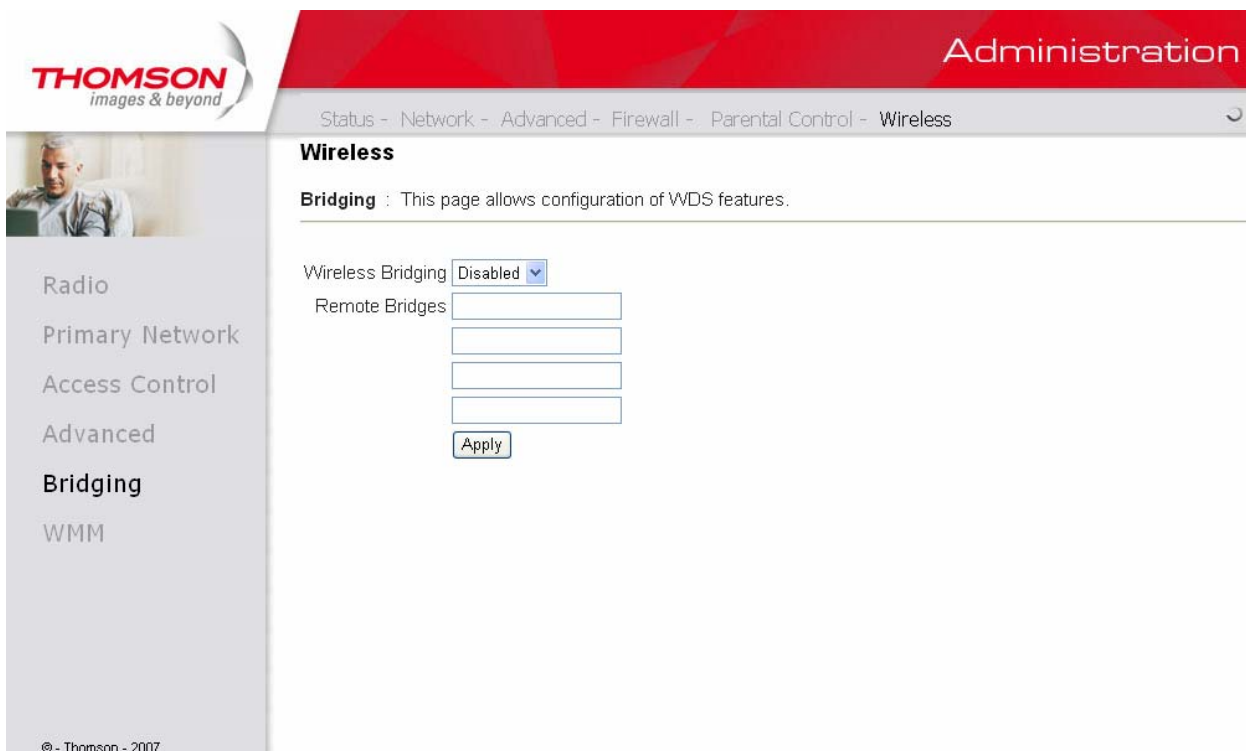 Administration
THOMSON
images & beyond
Status - Network - Advanced - Firewall - Parental Control - Wireless
Wireless
Bridging : This page allows configuration of WDS features.
Radio
Primary Network
Access Control
Advanced
Bridging
WMM
Wireless Bridging Disabled
Remote Bridges
Apply
© - Thomson - 2007